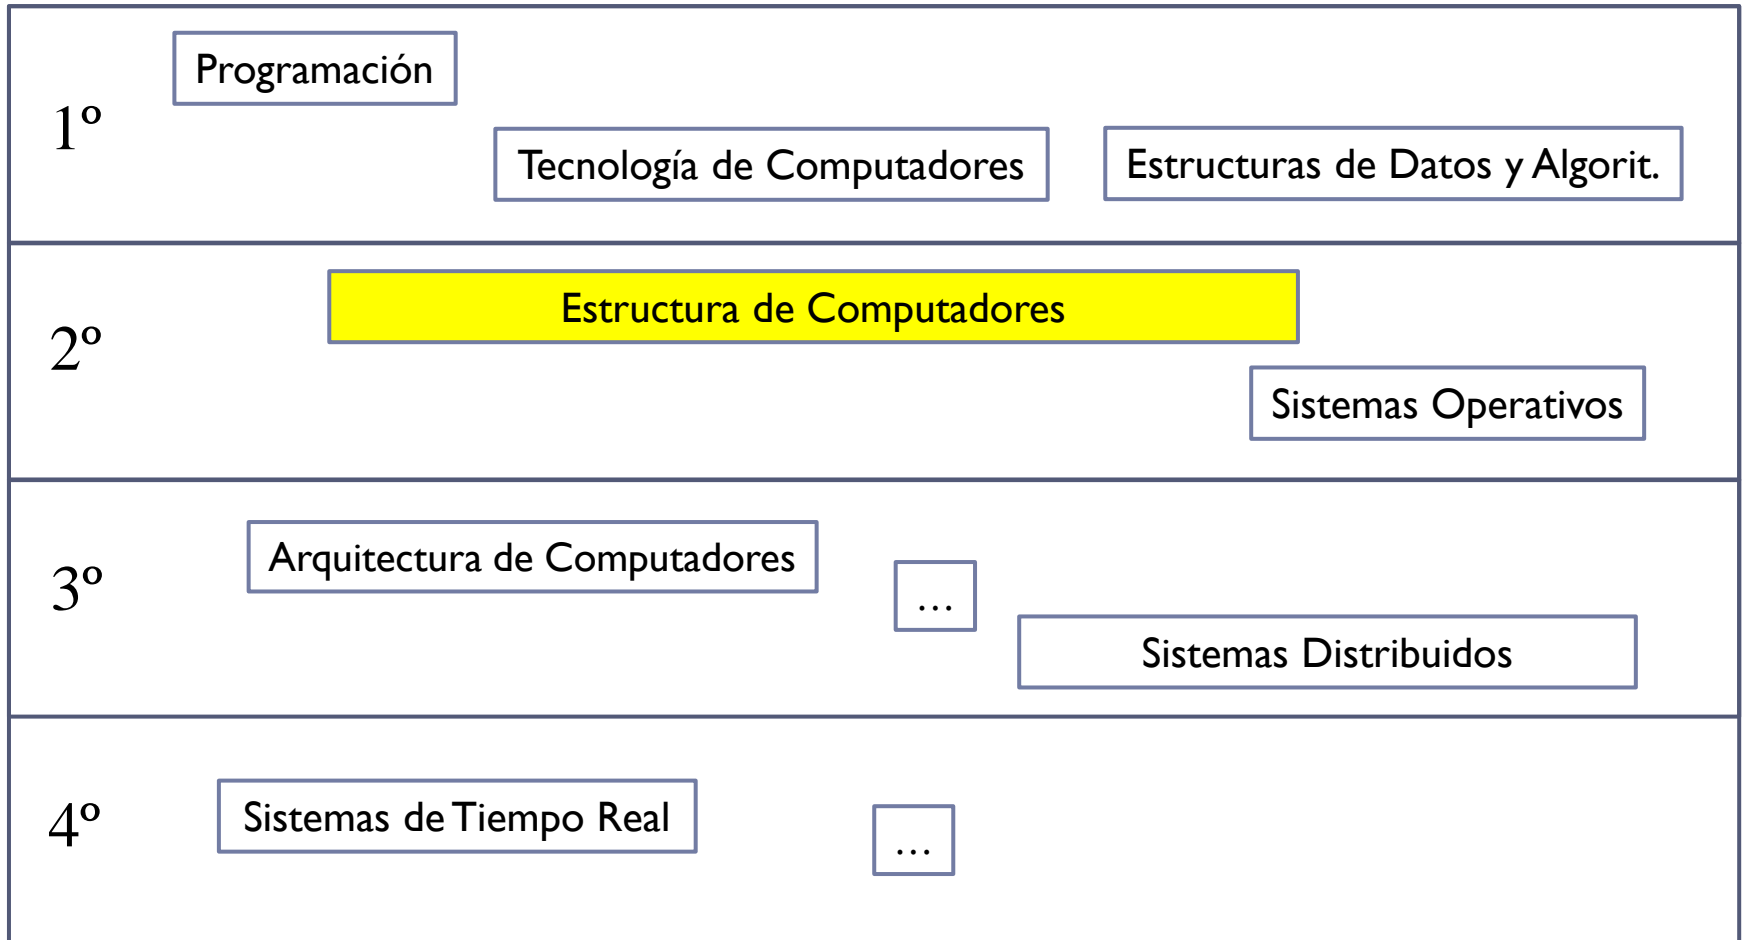 1º
Programación
Tecnología de Computadores
Estructuras de Datos y Algorit.
2º
Estructura de Computadores
Sistemas Operativos
3º
Arquitectura de Computadores
…
Sistemas Distribuidos
4º
Sistemas de Tiempo Real
…